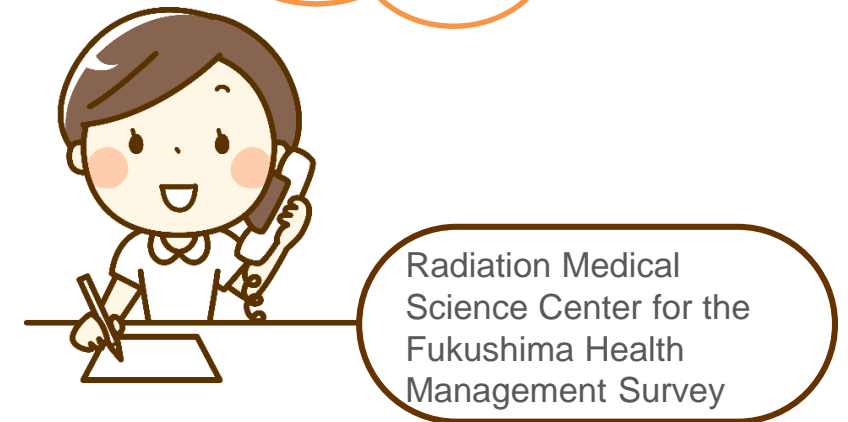 Radiation Medical
Science Center for the
Fukushima Health
Management Survey